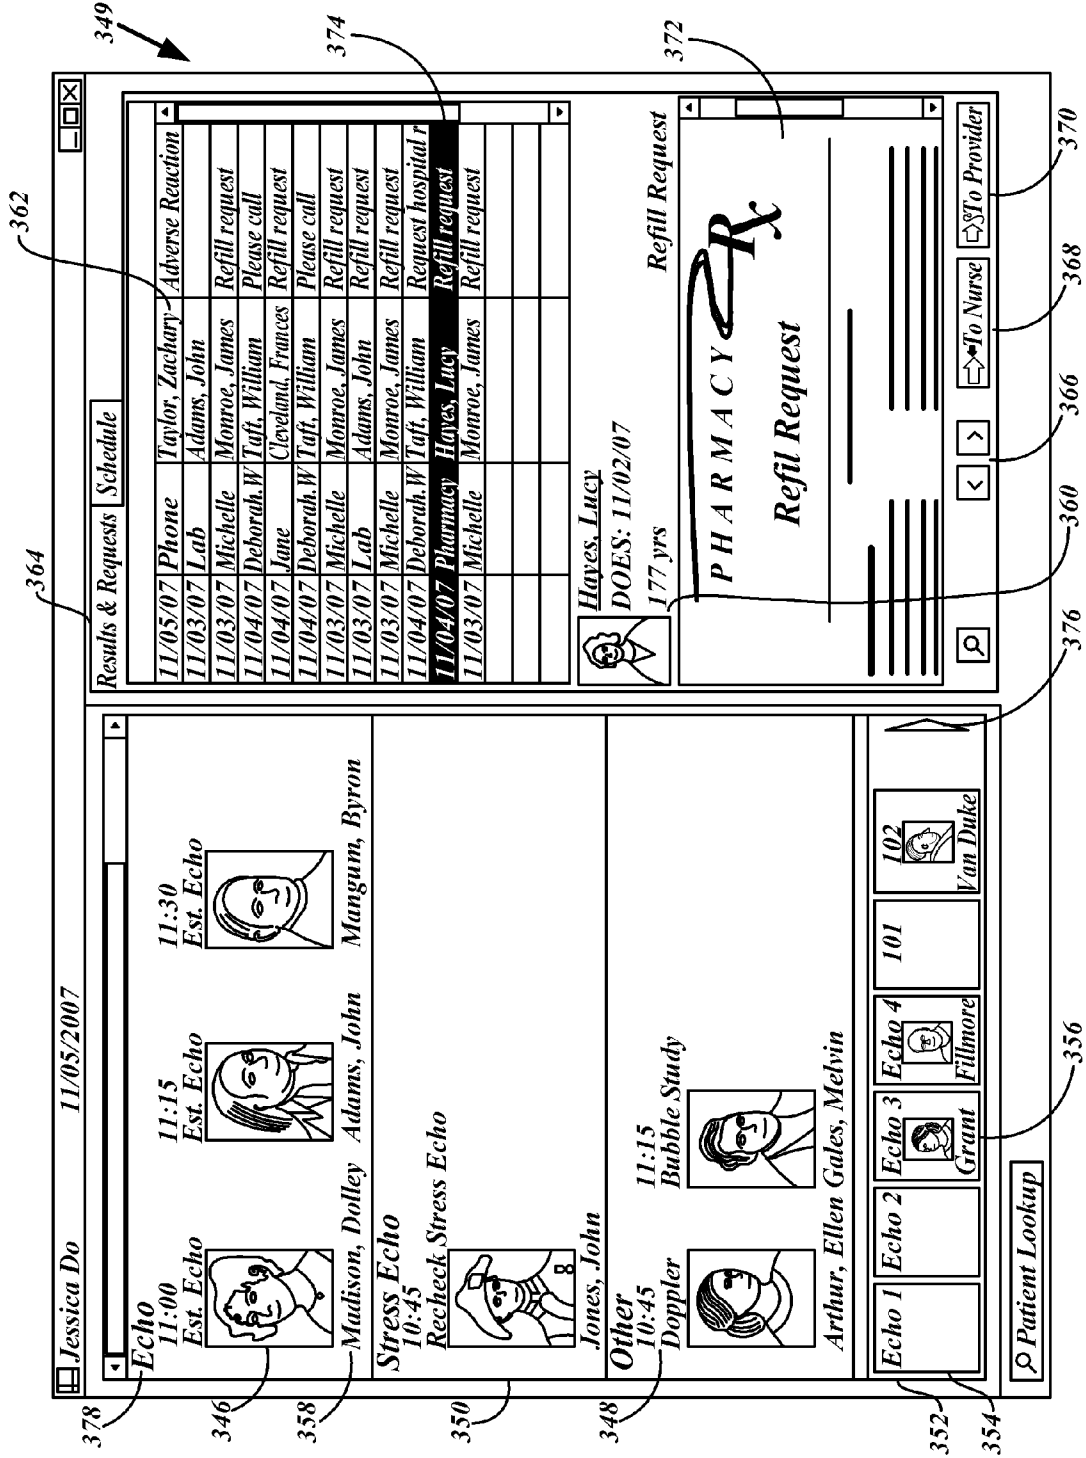 349
Jessica Do 11/05/2007
378
Echo
11:00 11:15 11:30
Est. Echo Est. Echo Est. Echo
346
358
Madison, Dolley Adams, John Mangum, Byron
Stress Echo
10:45
Recheck Stress Echo
350
Jones, John
Other
10:45 11:15
Doppler Bubble Study
348
Arthur, Ellen Gales, Melvin
Echo 1 Echo 2 Echo 3 Echo 4 101 102
Grant Fillmore Van Duke
352
354
356
376
Patient Lookup
364
Results & Requests Schedule
362
374
11/05/07 Phone Taylor, Zachary Adverse Reaction
11/03/07 Lab Adams, John
11/03/07 Michelle Monroe, James Refill request
11/04/07 Deborah.W Taft, William Please call
11/04/07 Jane Cleveland, Frances Refill request
11/04/07 Deborah.W Taft, William Please call
11/03/07 Michelle Monroe, James Refill request
11/03/07 Lab Adams, John Refill request
11/03/07 Michelle Monroe, James Refill request
11/04/07 Deborah.W Taft, William Request hospital r
11/04/07 Pharmacy Hayes, Lucy Refill request
11/03/07 Michelle Monroe, James Refill request
Hayes, Lucy
DOES: 11/02/07
177 yrs Refill Request
372
PHARMACY Rx
Refil Request
To Nurse To Provider
360
366
368
370